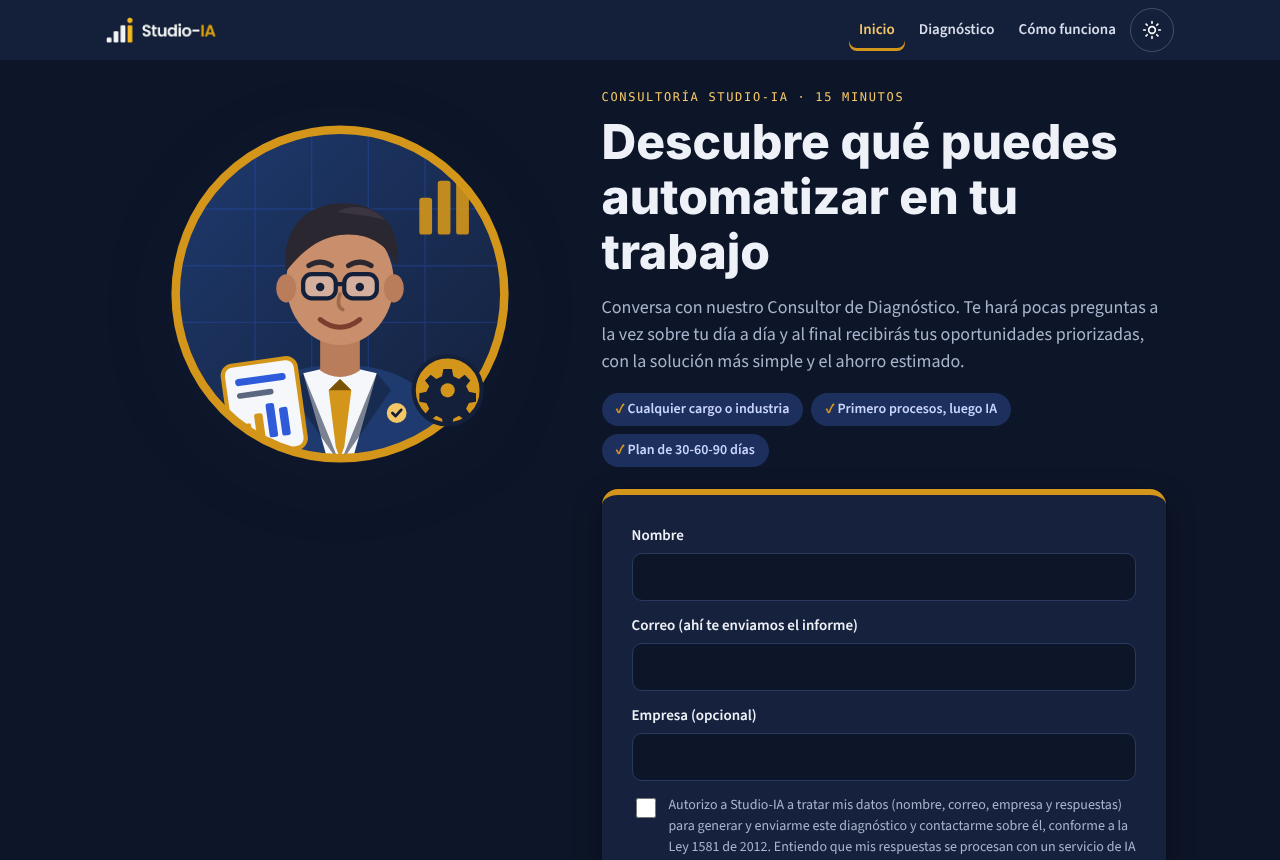 Studio-IA
Inicio
Diagnóstico
Cómo funciona
CONSULTORÍA STUDIO-IA · 15 MINUTOS
Descubre qué puedes
automatizar en tu
trabajo
Conversa con nuestro Consultor de Diagnóstico. Te hará pocas preguntas a
la vez sobre tu día a día y al final recibirás tus oportunidades priorizadas,
con la solución más simple y el ahorro estimado.
✓ Cualquier cargo o industria
✓ Primero procesos, luego IA
✓ Plan de 30-60-90 días
Nombre
Correo (ahí te enviamos el informe)
Empresa (opcional)
Autorizo a Studio-IA a tratar mis datos (nombre, correo, empresa y respuestas)
para generar y enviarme este diagnóstico y contactarme sobre él, conforme a la
Ley 1581 de 2012. Entiendo que mis respuestas se procesan con un servicio de IA